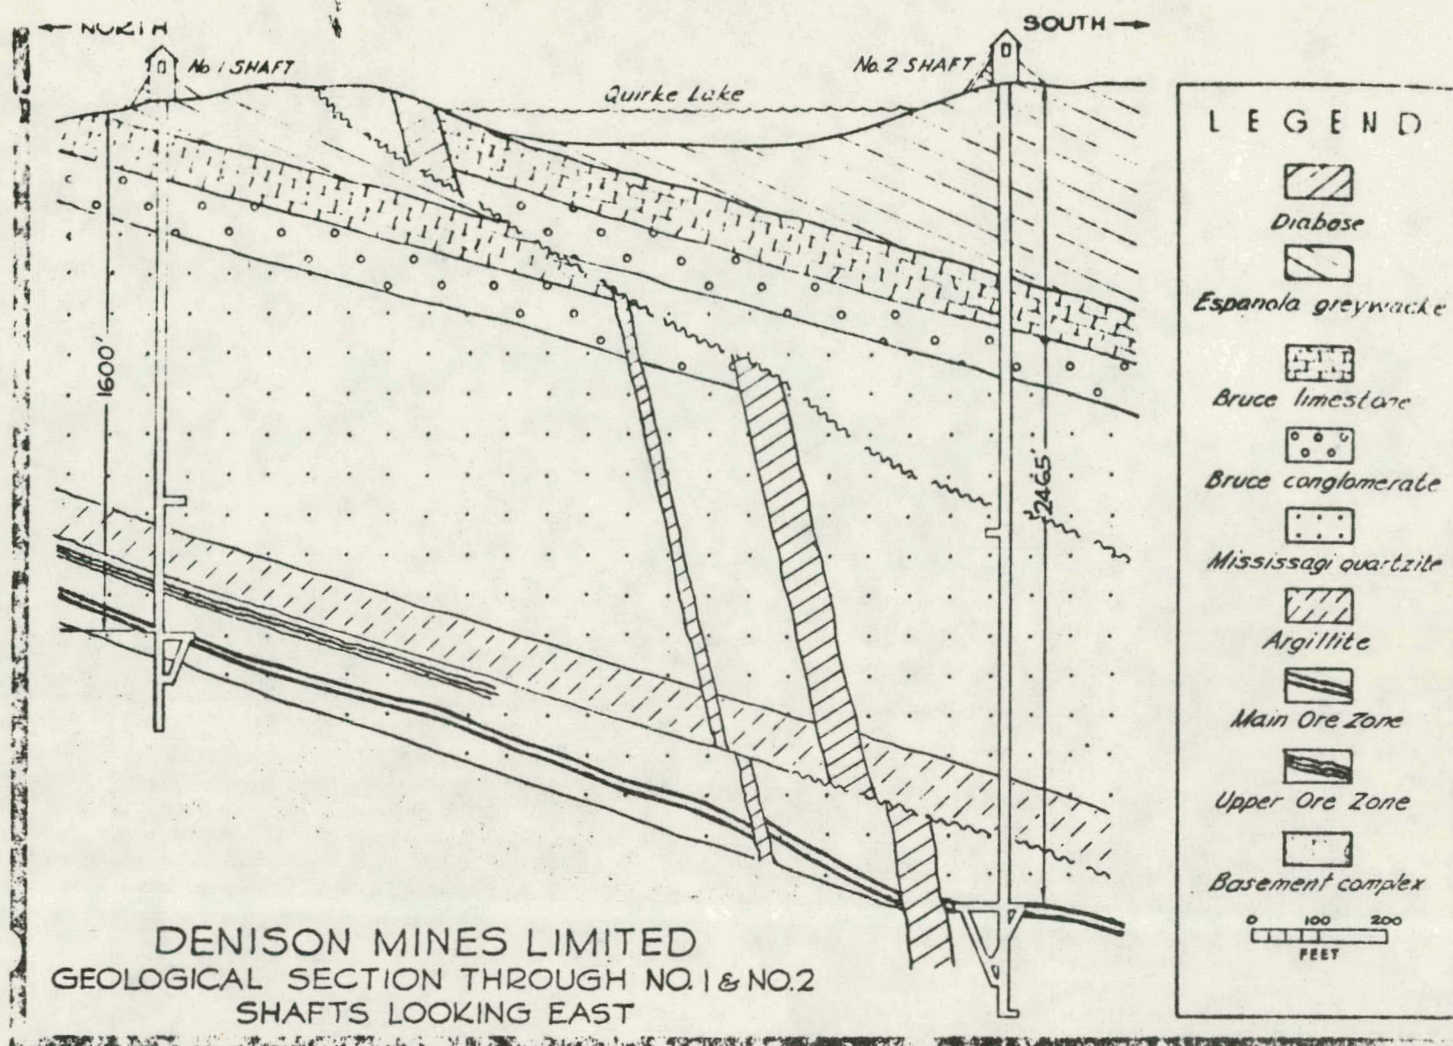 ← NORTH
SOUTH →
No 1 SHAFT
No. 2 SHAFT
Quirke Lake
1600'
2465'
LEGEND
Diabase
Espanola greywacke
Bruce limestone
Bruce conglomerate
Mississagi quartzite
Argillite
Main Ore Zone
Upper Ore Zone
Basement complex
0 100 200
FEET
DENISON MINES LIMITED
GEOLOGICAL SECTION THROUGH NO. 1 & NO. 2
SHAFTS LOOKING EAST